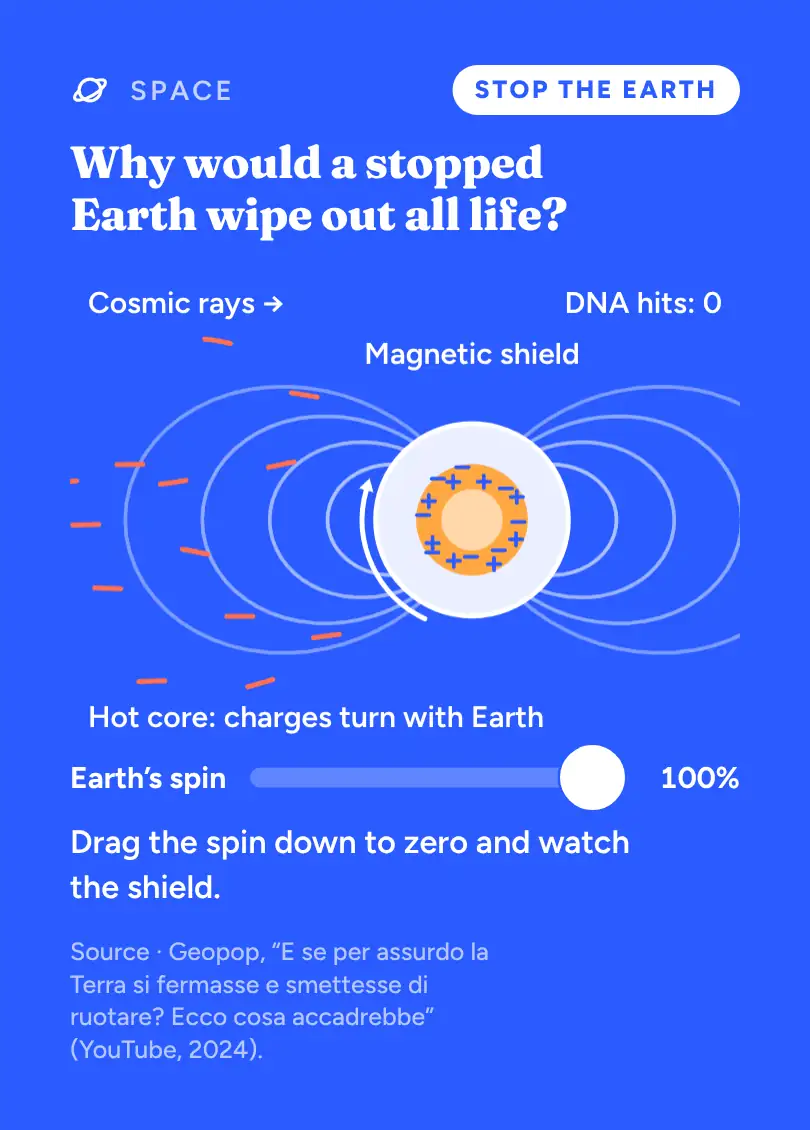 SPACE
STOP THE EARTH
Why would a stopped
Earth wipe out all life?
Cosmic rays →
DNA hits: 0
Magnetic shield
Hot core: charges turn with Earth
Earth’s spin
100%
Drag the spin down to zero and watch
the shield.
Source · Geopop, “E se per assurdo la
Terra si fermasse e smettesse di
ruotare? Ecco cosa accadrebbe”
(YouTube, 2024).